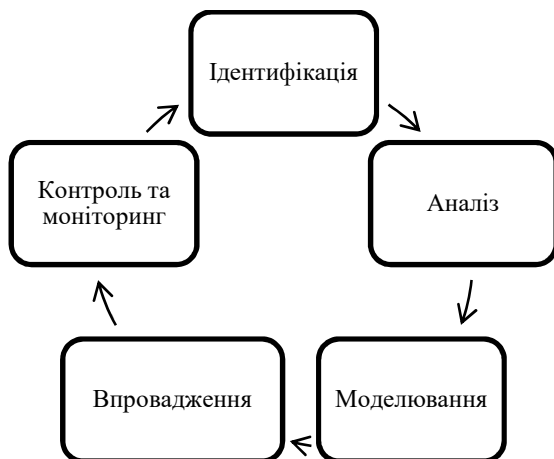 Ідентифікація
Аналіз
Моделювання
Впровадження
Контроль та
моніторинг